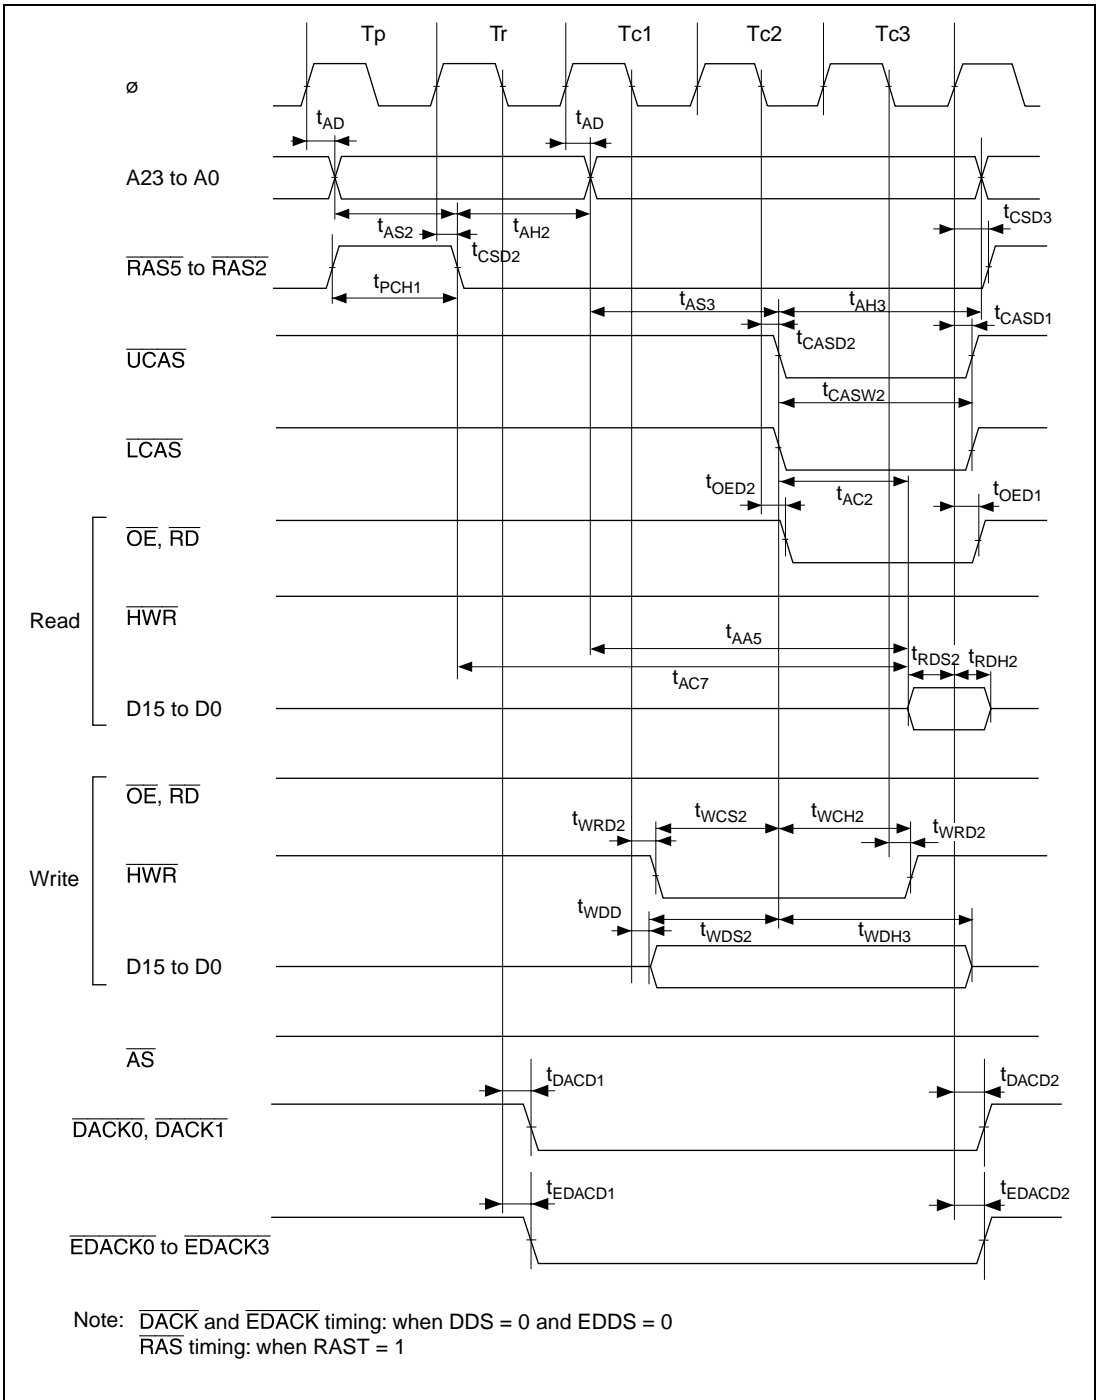 Tp Tr Tc1 Tc2 Tc3
ø
tAD tAD
A23 to A0
tAS2 tAH2 tCSD3
tCSD2
RAS5 to RAS2
tPCH1
tAS3 tAH3 tCASD1
tCASD2
UCAS
tCASW2
LCAS
tOED2 tAC2 tOED1
OE, RD
Read
HWR
tAA5
tRDS2 tRDH2
tAC7
D15 to D0
OE, RD
tWRD2 tWCS2 tWCH2 tWRD2
Write
HWR
tWDD tWDS2 tWDH3
D15 to D0
AS
tDACD1 tDACD2
DACK0, DACK1
tEDACD1 tEDACD2
EDACK0 to EDACK3
Note: DACK and EDACK timing: when DDS = 0 and EDDS = 0
RAS timing: when RAST = 1